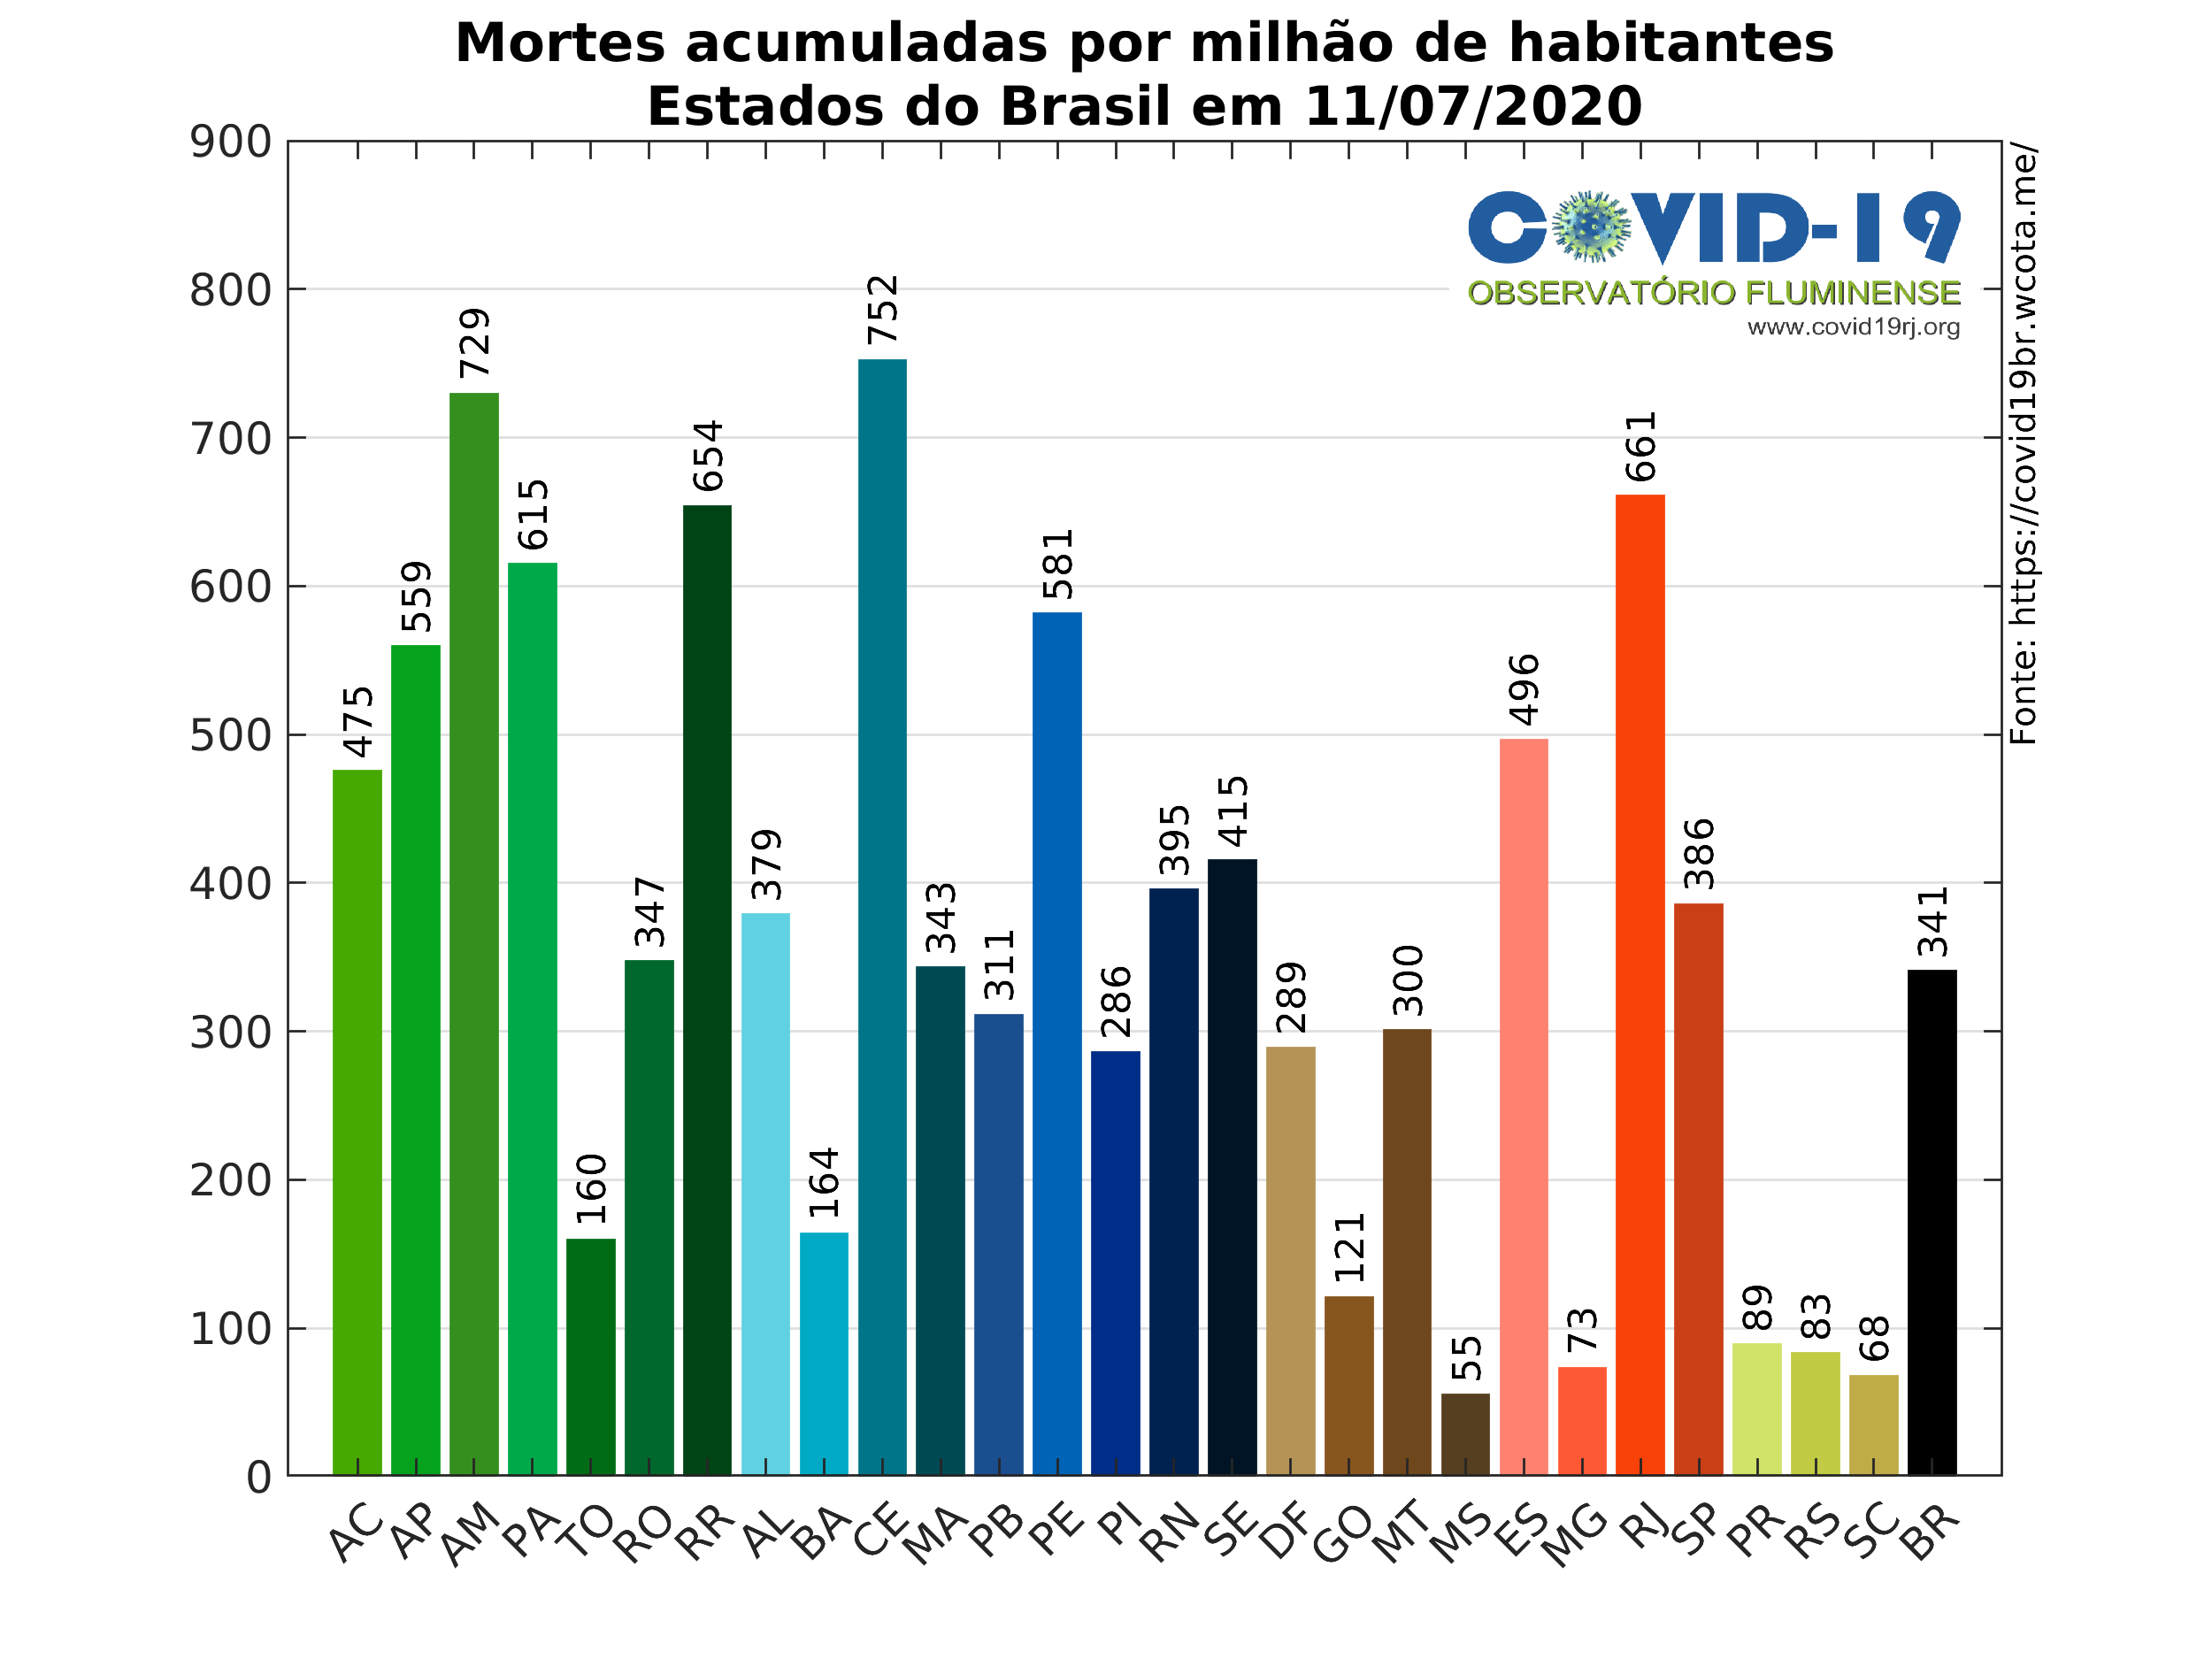 Mortes acumuladas por milhão de habitantes
Estados do Brasil em 11/07/2020
900
800
700
600
500
400
300
200
100
0
COVID-19
OBSERVATÓRIO FLUMINENSE
www.covid19rj.org
Fonte: https://covid19br.wcota.me/
475
559
729
615
160
347
654
379
164
752
343
311
581
286
395
415
289
121
300
55
496
73
661
386
89
83
68
341
AC
AP
AM
PA
TO
RO
RR
AL
BA
CE
MA
PB
PE
PI
RN
SE
DF
GO
MT
MS
ES
MG
RJ
SP
PR
RS
SC
BR